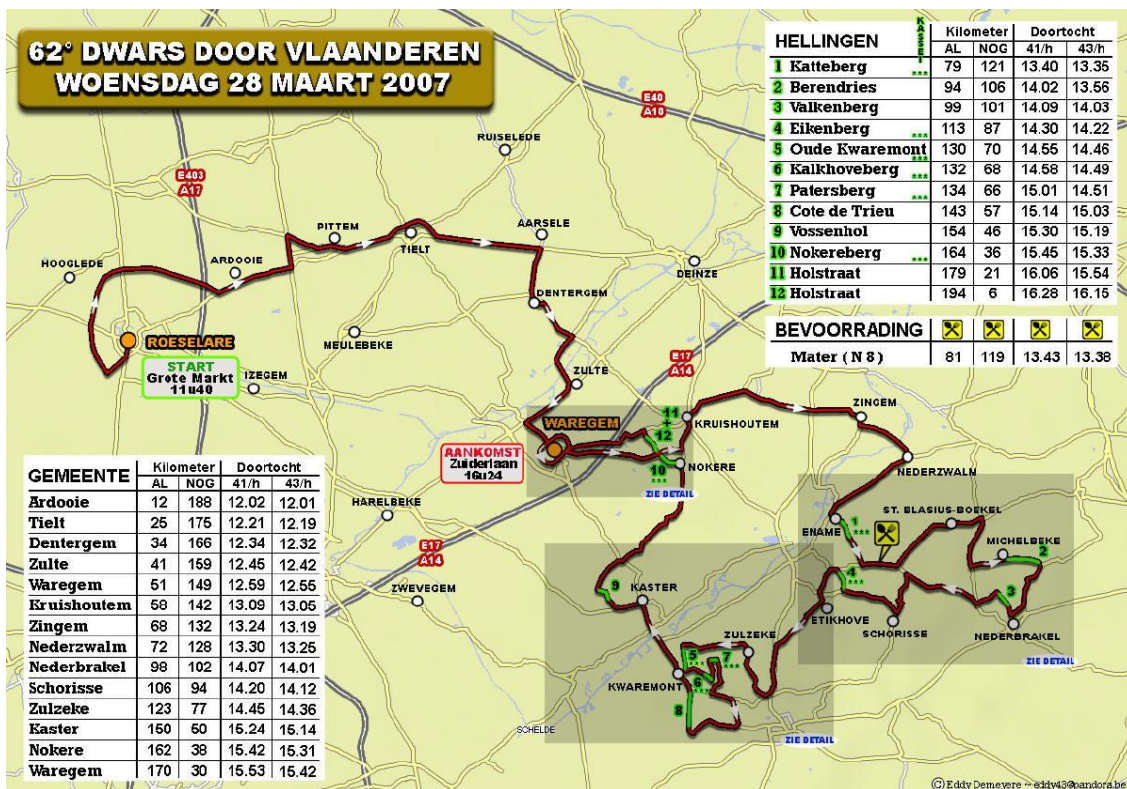 62° DWARS DOOR VLAANDEREN
WOENSDAG 28 MAART 2007
HELLINGEN KASSEI Kilometer Doortocht
AL NOG 41/h 43/h
1 Katteberg *** 79 121 13.40 13.35
2 Berendries 94 106 14.02 13.56
3 Valkenberg 99 101 14.09 14.03
4 Eikenberg *** 113 87 14.30 14.22
5 Oude Kwaremont *** 130 70 14.55 14.46
6 Kalkhoveberg *** 132 68 14.58 14.49
7 Patersberg *** 134 66 15.01 14.51
8 Cote de Trieu 143 57 15.14 15.03
9 Vossenhol 154 46 15.30 15.19
10 Nokereberg *** 164 36 15.45 15.33
11 Holstraat 179 21 16.06 15.54
12 Holstraat 194 6 16.28 16.15
BEVOORRADING
Mater (N 8) 81 119 13.43 13.38
E40
A10
RUISELEDE
E403
A17
PITTEM
TIELT
AARSELE
HOOGLEDE
ARDOOIE
DEINZE
DENTERGEM
ROESELARE
MEULEBEKE
START
Grote Markt
11u40
IZEGEM
E17
A14
ZULTE
11
+
12
KRUISHOUTEM
ZINGEM
WAREGEM
AANKOMST
Zuiderlaan
16u24
10
***
NOKERE
ZIE DETAIL
NEDERZWALM
HARELBEKE
E17
A14
ZWEVEGEM
ENAME
1
***
ST. BLASIUS-BOEKEL
MICHELBEKE
2
4
***
3
ETIKHOVE
SCHORISSE
NEDERBRAKEL
ZIE DETAIL
9
KASTER
ZULZEKE
5
***
7
***
KWAREMONT
6
***
8
SCHELDE
ZIE DETAIL
GEMEENTE Kilometer Doortocht
AL NOG 41/h 43/h
Ardooie 12 188 12.02 12.01
Tielt 25 175 12.21 12.19
Dentergem 34 166 12.34 12.32
Zulte 41 159 12.45 12.42
Waregem 51 149 12.59 12.55
Kruishoutem 58 142 13.09 13.05
Zingem 68 132 13.24 13.19
Nederzwalm 72 128 13.30 13.25
Nederbrakel 98 102 14.07 14.01
Schorisse 106 94 14.20 14.12
Zulzeke 123 77 14.45 14.36
Kaster 150 50 15.24 15.14
Nokere 162 38 15.42 15.31
Waregem 170 30 15.53 15.42
© Eddy Demeyere ~ eddy43@pandora.be